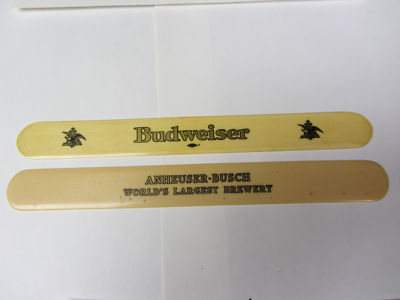 Budweiser
ANHEUSER-BUSCH
WORLD'S LARGEST BREWERY